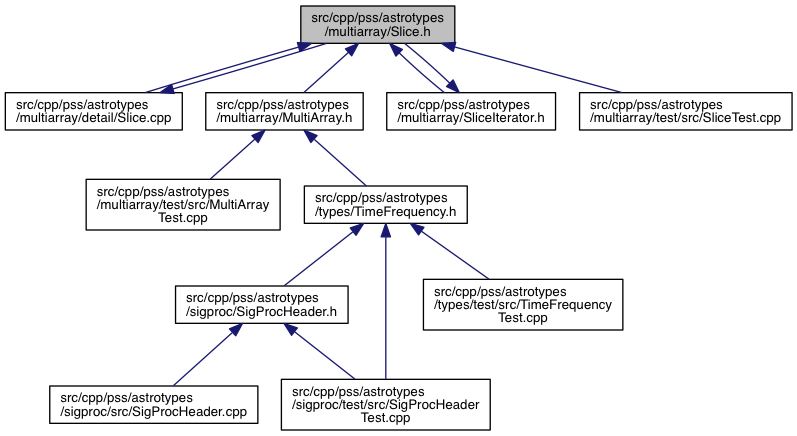 src/cpp/pss/astrotypes
/multiarray/Slice.h
src/cpp/pss/astrotypes
/multiarray/detail/Slice.cpp
src/cpp/pss/astrotypes
/multiarray/MultiArray.h
src/cpp/pss/astrotypes
/multiarray/SliceIterator.h
src/cpp/pss/astrotypes
/multiarray/test/src/SliceTest.cpp
src/cpp/pss/astrotypes
/multiarray/test/src/MultiArray
Test.cpp
src/cpp/pss/astrotypes
/types/TimeFrequency.h
src/cpp/pss/astrotypes
/sigproc/SigProcHeader.h
src/cpp/pss/astrotypes
/types/test/src/TimeFrequency
Test.cpp
src/cpp/pss/astrotypes
/sigproc/src/SigProcHeader.cpp
src/cpp/pss/astrotypes
/sigproc/test/src/SigProcHeader
Test.cpp